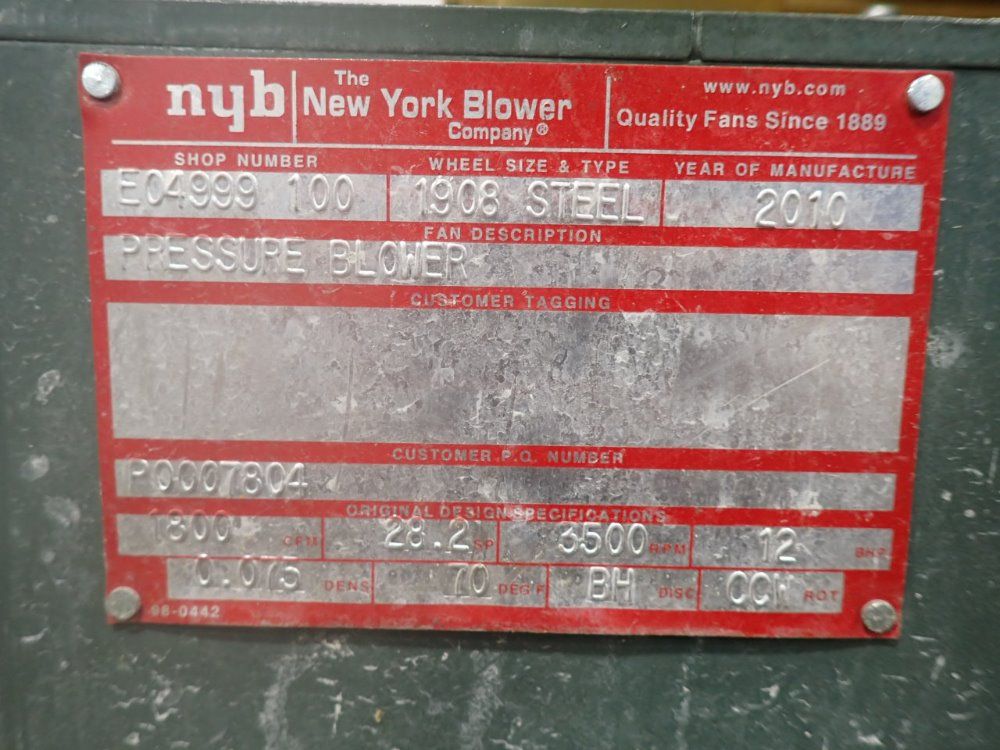 nyb The New York Blower Company®
www.nyb.com
Quality Fans Since 1889
SHOP NUMBER WHEEL SIZE & TYPE YEAR OF MANUFACTURE
E04999 100 1908 STEEL 2010
FAN DESCRIPTION
PRESSURE BLOWER
CUSTOMER TAGGING
CUSTOMER P.O. NUMBER
PO007804
ORIGINAL DESIGN SPECIFICATIONS
1800 CFM 28.2 SP 3500 RPM 12 BHP
0.075 DENS 70 DEG F BH DISC CCW ROT
98-0442